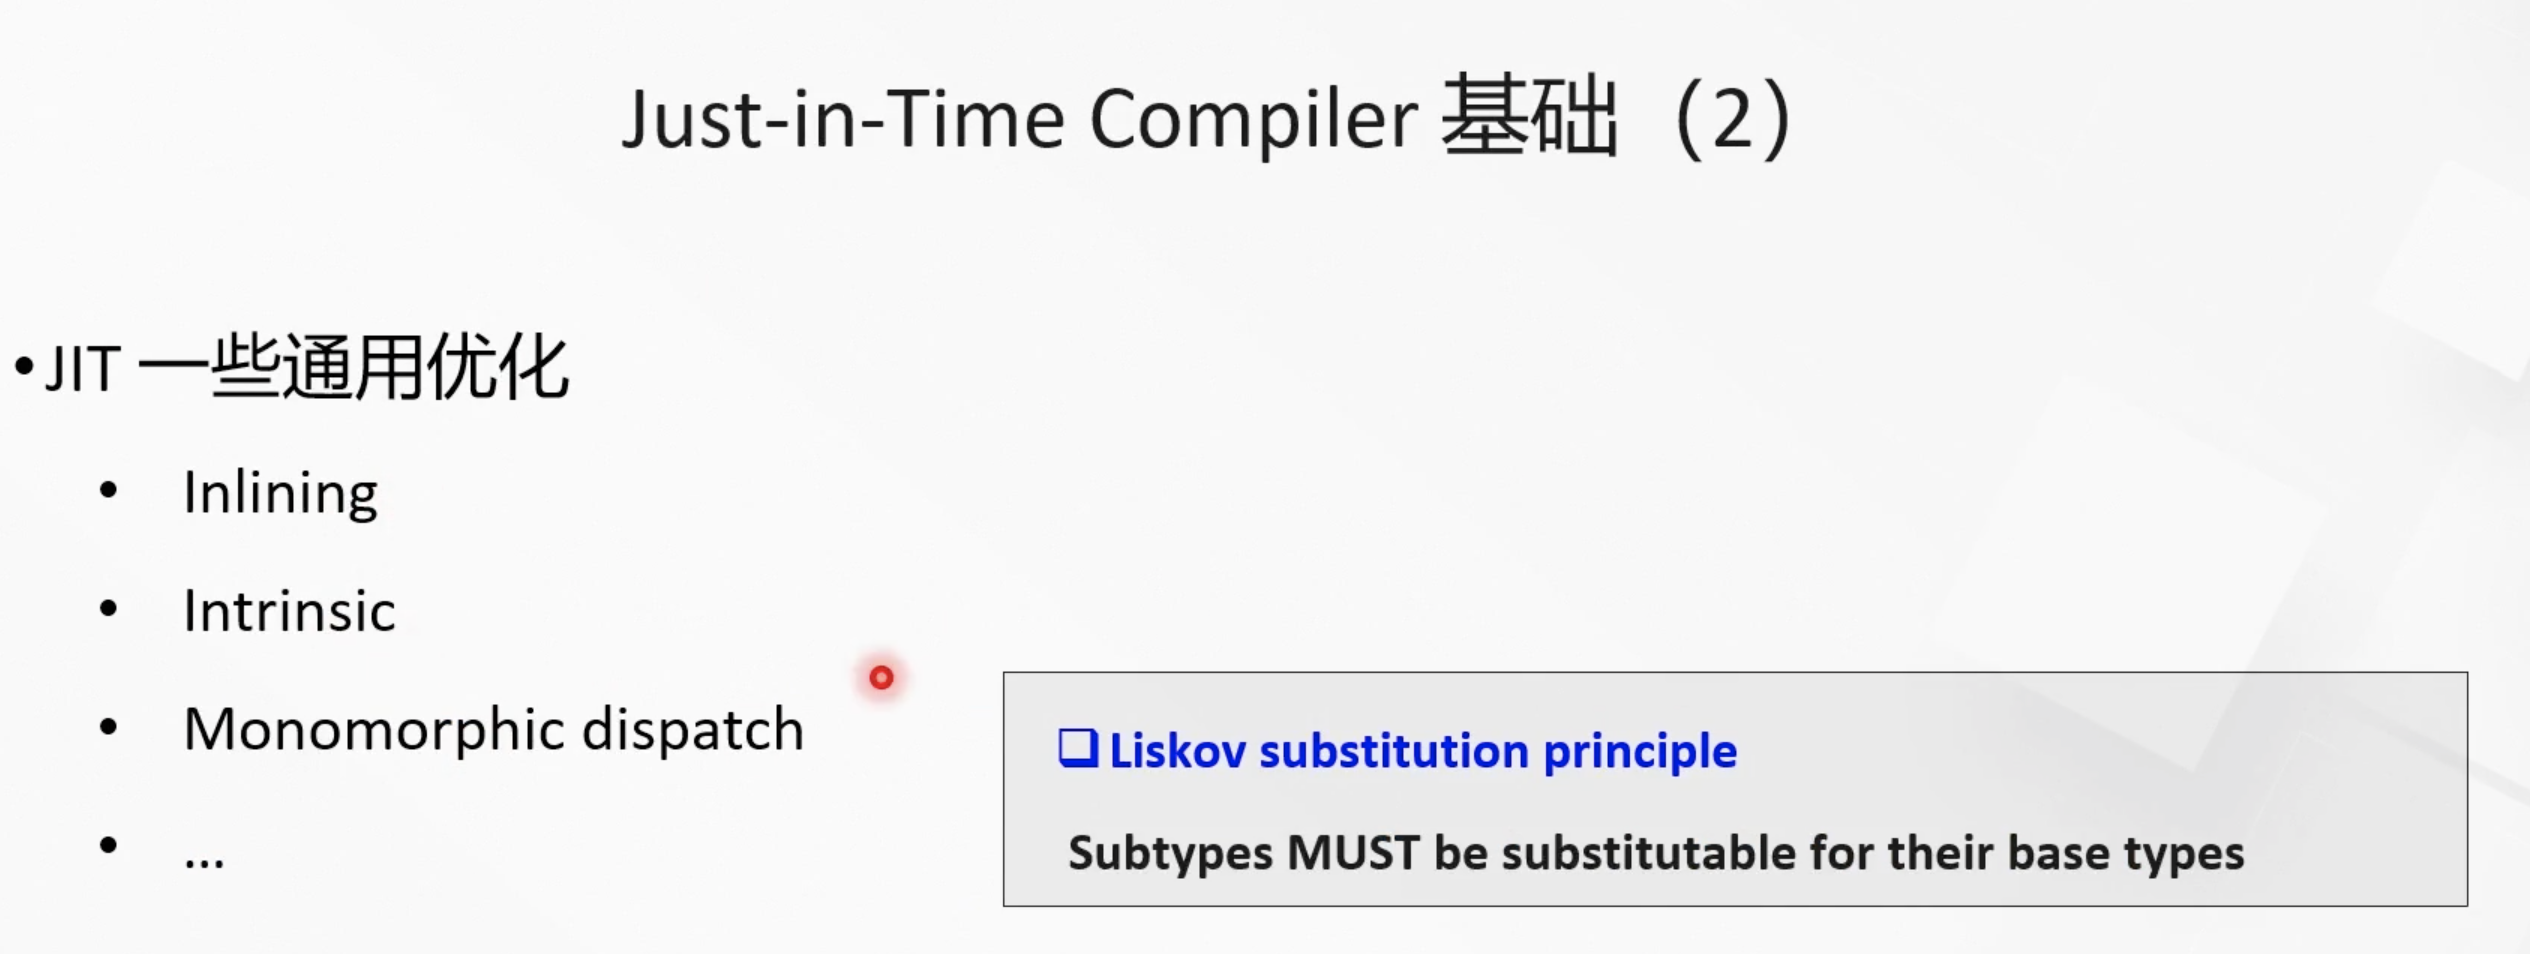 Just-in-Time Compiler 基础（2）
•JIT 一些通用优化
• Inlining
• Intrinsic
• Monomorphic dispatch
• ...
❑ Liskov substitution principle
Subtypes MUST be substitutable for their base types